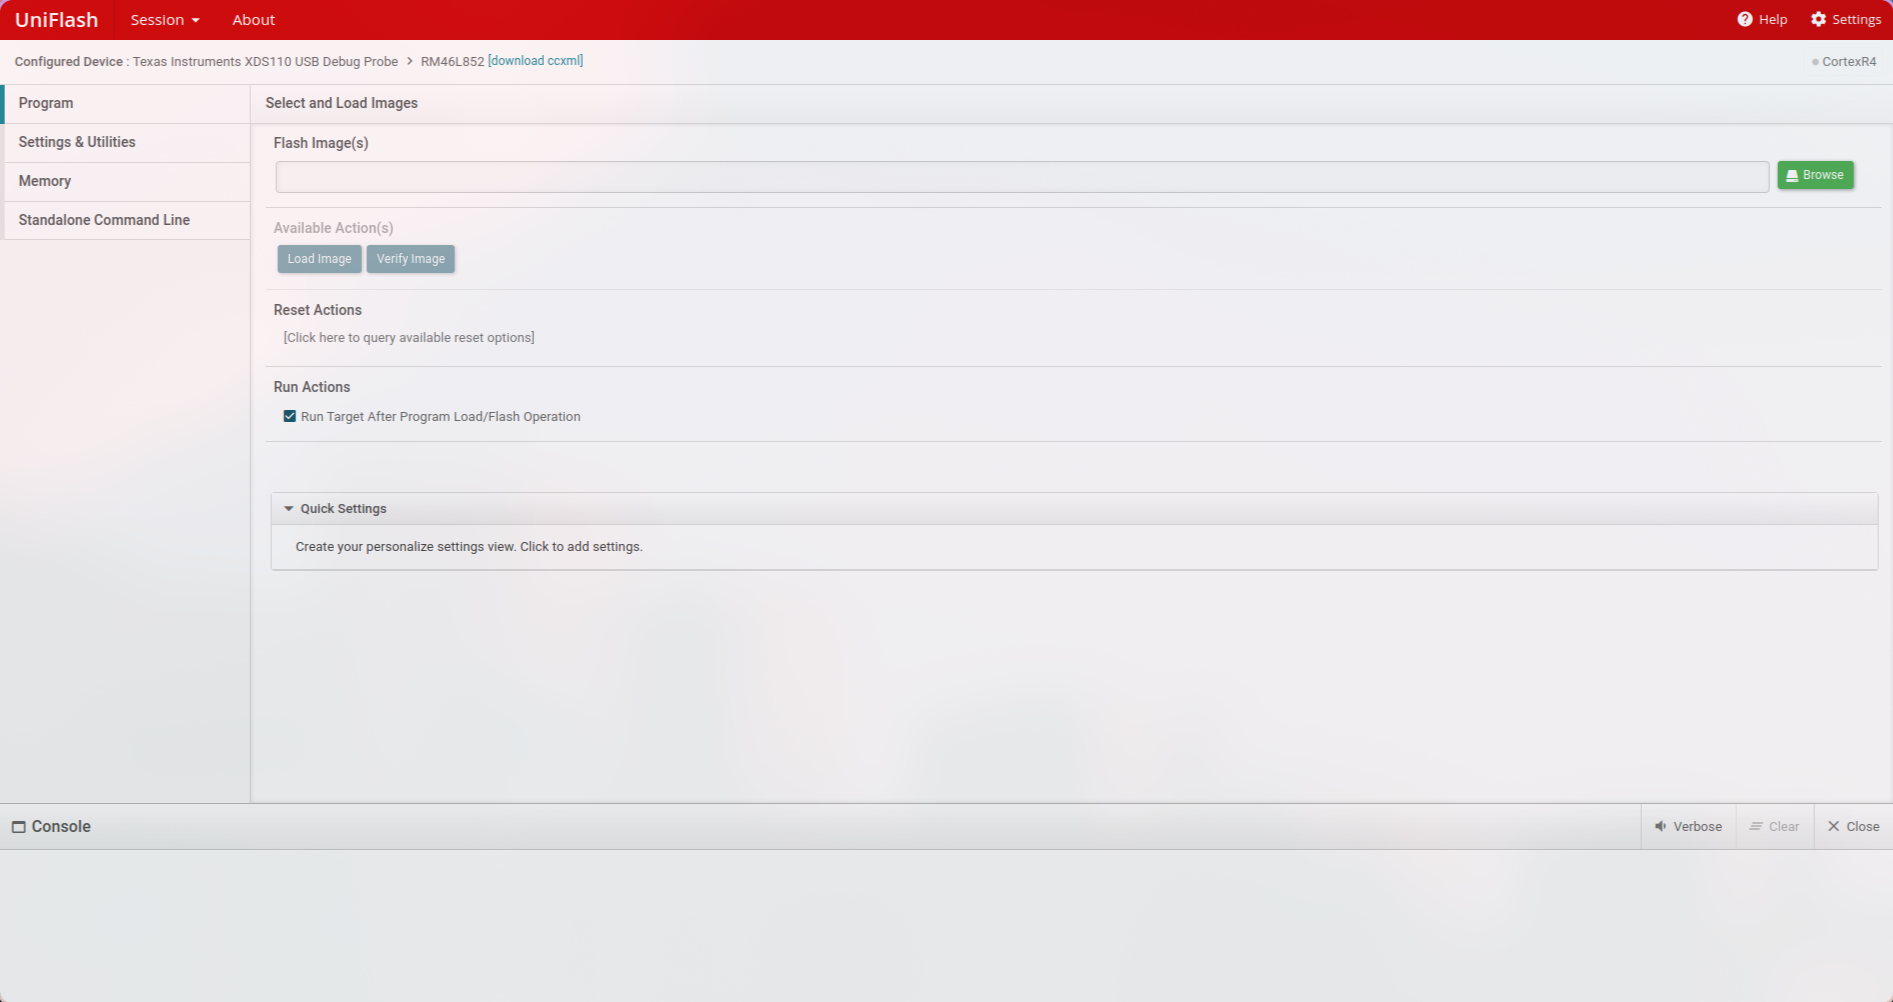 UniFlash Session About Help Settings
Configured Device : Texas Instruments XDS110 USB Debug Probe > RM46L852 [download ccxml] CortexR4
Program
Settings & Utilities
Memory
Standalone Command Line
Select and Load Images
Flash Image(s)
Browse
Available Action(s)
Load Image Verify Image
Reset Actions
[Click here to query available reset options]
Run Actions
Run Target After Program Load/Flash Operation
Quick Settings
Create your personalize settings view. Click to add settings.
Console Verbose Clear Close